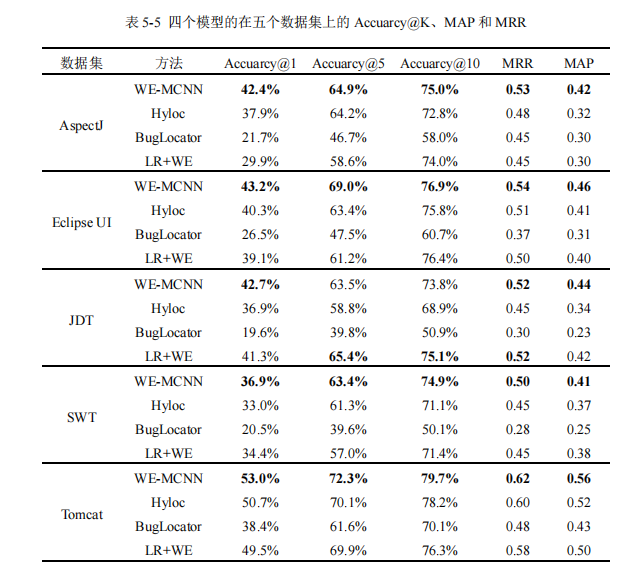 表 5-5 四个模型的在五个数据集上的 Accuarcy@K、MAP 和 MRR
数据集 方法 Accuarcy@1 Accuarcy@5 Accuarcy@10 MRR MAP
WE-MCNN 42.4% 64.9% 75.0% 0.53 0.42
Hyloc 37.9% 64.2% 72.8% 0.48 0.32
AspectJ
BugLocator 21.7% 46.7% 58.0% 0.45 0.30
LR+WE 29.9% 58.6% 74.0% 0.45 0.30
WE-MCNN 43.2% 69.0% 76.9% 0.54 0.46
Hyloc 40.3% 63.4% 75.8% 0.51 0.41
Eclipse UI
BugLocator 26.5% 47.5% 60.7% 0.37 0.31
LR+WE 39.1% 61.2% 76.4% 0.50 0.40
WE-MCNN 42.7% 63.5% 73.8% 0.52 0.44
Hyloc 36.9% 58.8% 68.9% 0.45 0.34
JDT
BugLocator 19.6% 39.8% 50.9% 0.30 0.23
LR+WE 41.3% 65.4% 75.1% 0.52 0.42
WE-MCNN 36.9% 63.4% 74.9% 0.50 0.41
Hyloc 33.0% 61.3% 71.1% 0.45 0.37
SWT
BugLocator 20.5% 39.6% 50.1% 0.28 0.25
LR+WE 34.4% 57.0% 71.4% 0.45 0.38
WE-MCNN 53.0% 72.3% 79.7% 0.62 0.56
Hyloc 50.7% 70.1% 78.2% 0.60 0.52
Tomcat
BugLocator 38.4% 61.6% 70.1% 0.48 0.43
LR+WE 49.5% 69.9% 76.3% 0.58 0.50